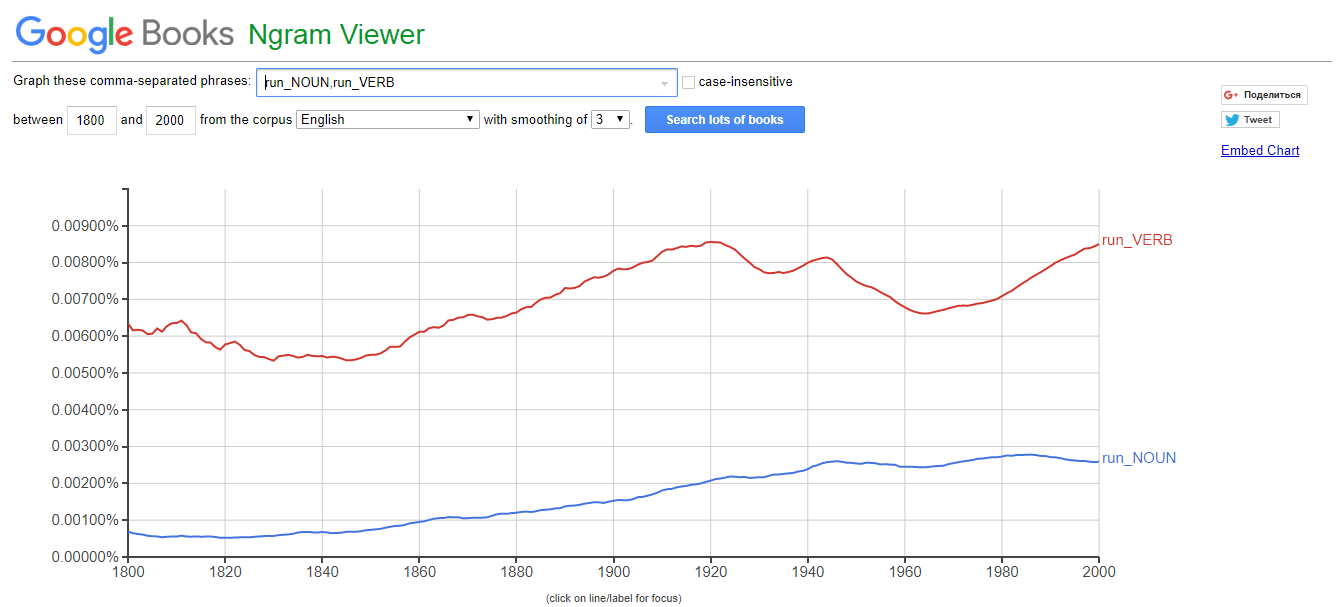 Google Books Ngram Viewer
Graph these comma-separated phrases: run_NOUN,run_VERB case-insensitive
between 1800 and 2000 from the corpus English with smoothing of 3 . Search lots of books
G+ Поделиться
Tweet
Embed Chart
0.00900%
run_VERB
0.00800%
0.00700%
0.00600%
0.00500%
0.00400%
0.00300%
run_NOUN
0.00200%
0.00100%
0.00000%
1800 1820 1840 1860 1880 1900 1920 1940 1960 1980 2000
(click on line/label for focus)